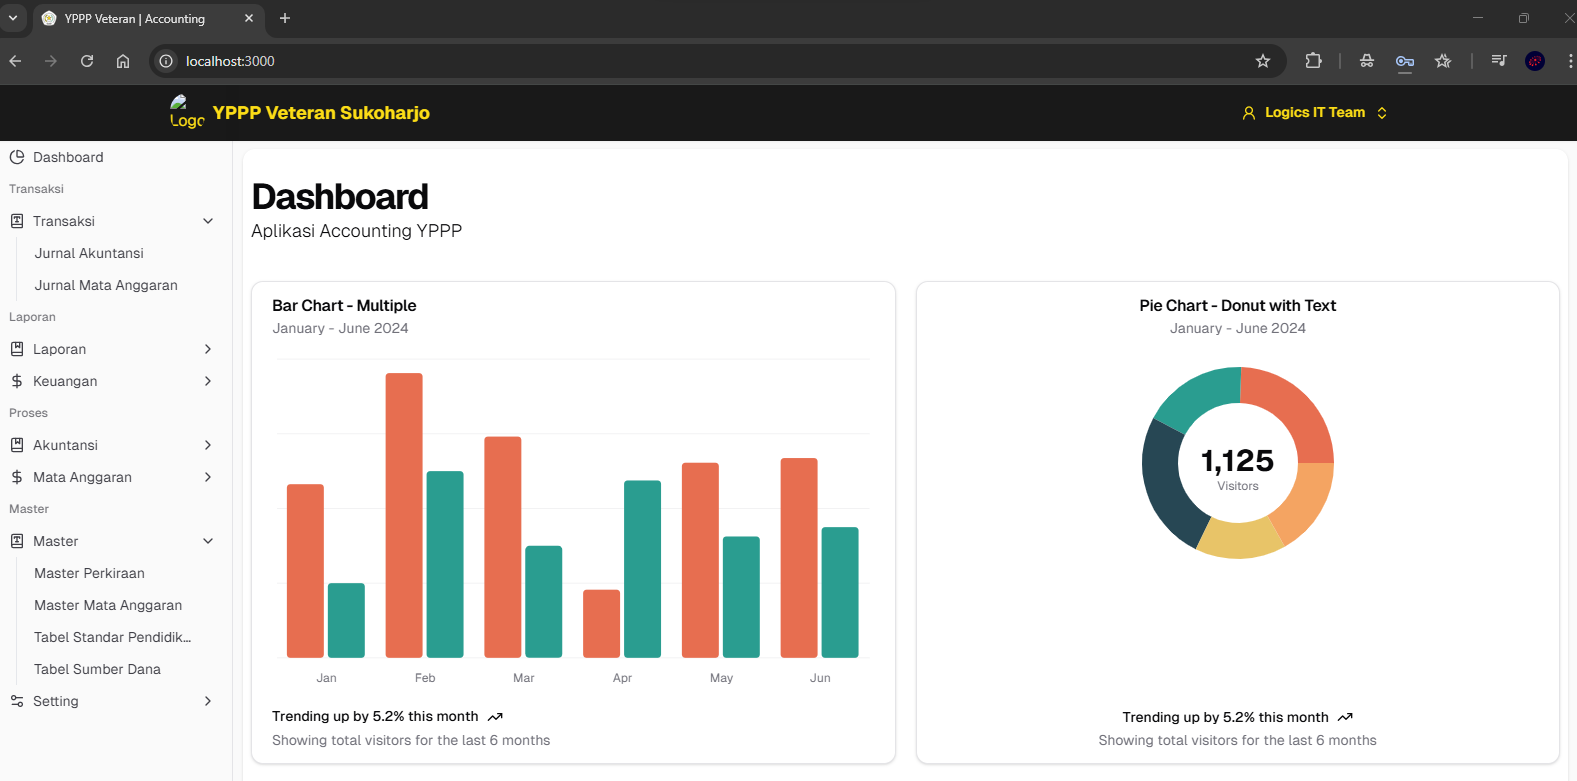 YPPP Veteran | Accounting
localhost:3000
Logo
YPPP Veteran Sukoharjo
Logics IT Team
Dashboard
Transaksi
Transaksi
Jurnal Akuntansi
Jurnal Mata Anggaran
Laporan
Laporan
Keuangan
Proses
Akuntansi
Mata Anggaran
Master
Master
Master Perkiraan
Master Mata Anggaran
Tabel Standar Pendidik...
Tabel Sumber Dana
Setting
Dashboard
Aplikasi Accounting YPPP
Bar Chart - Multiple
January - June 2024
Jan Feb Mar Apr May Jun
Trending up by 5.2% this month
Showing total visitors for the last 6 months
Pie Chart - Donut with Text
January - June 2024
1,125
Visitors
Trending up by 5.2% this month
Showing total visitors for the last 6 months